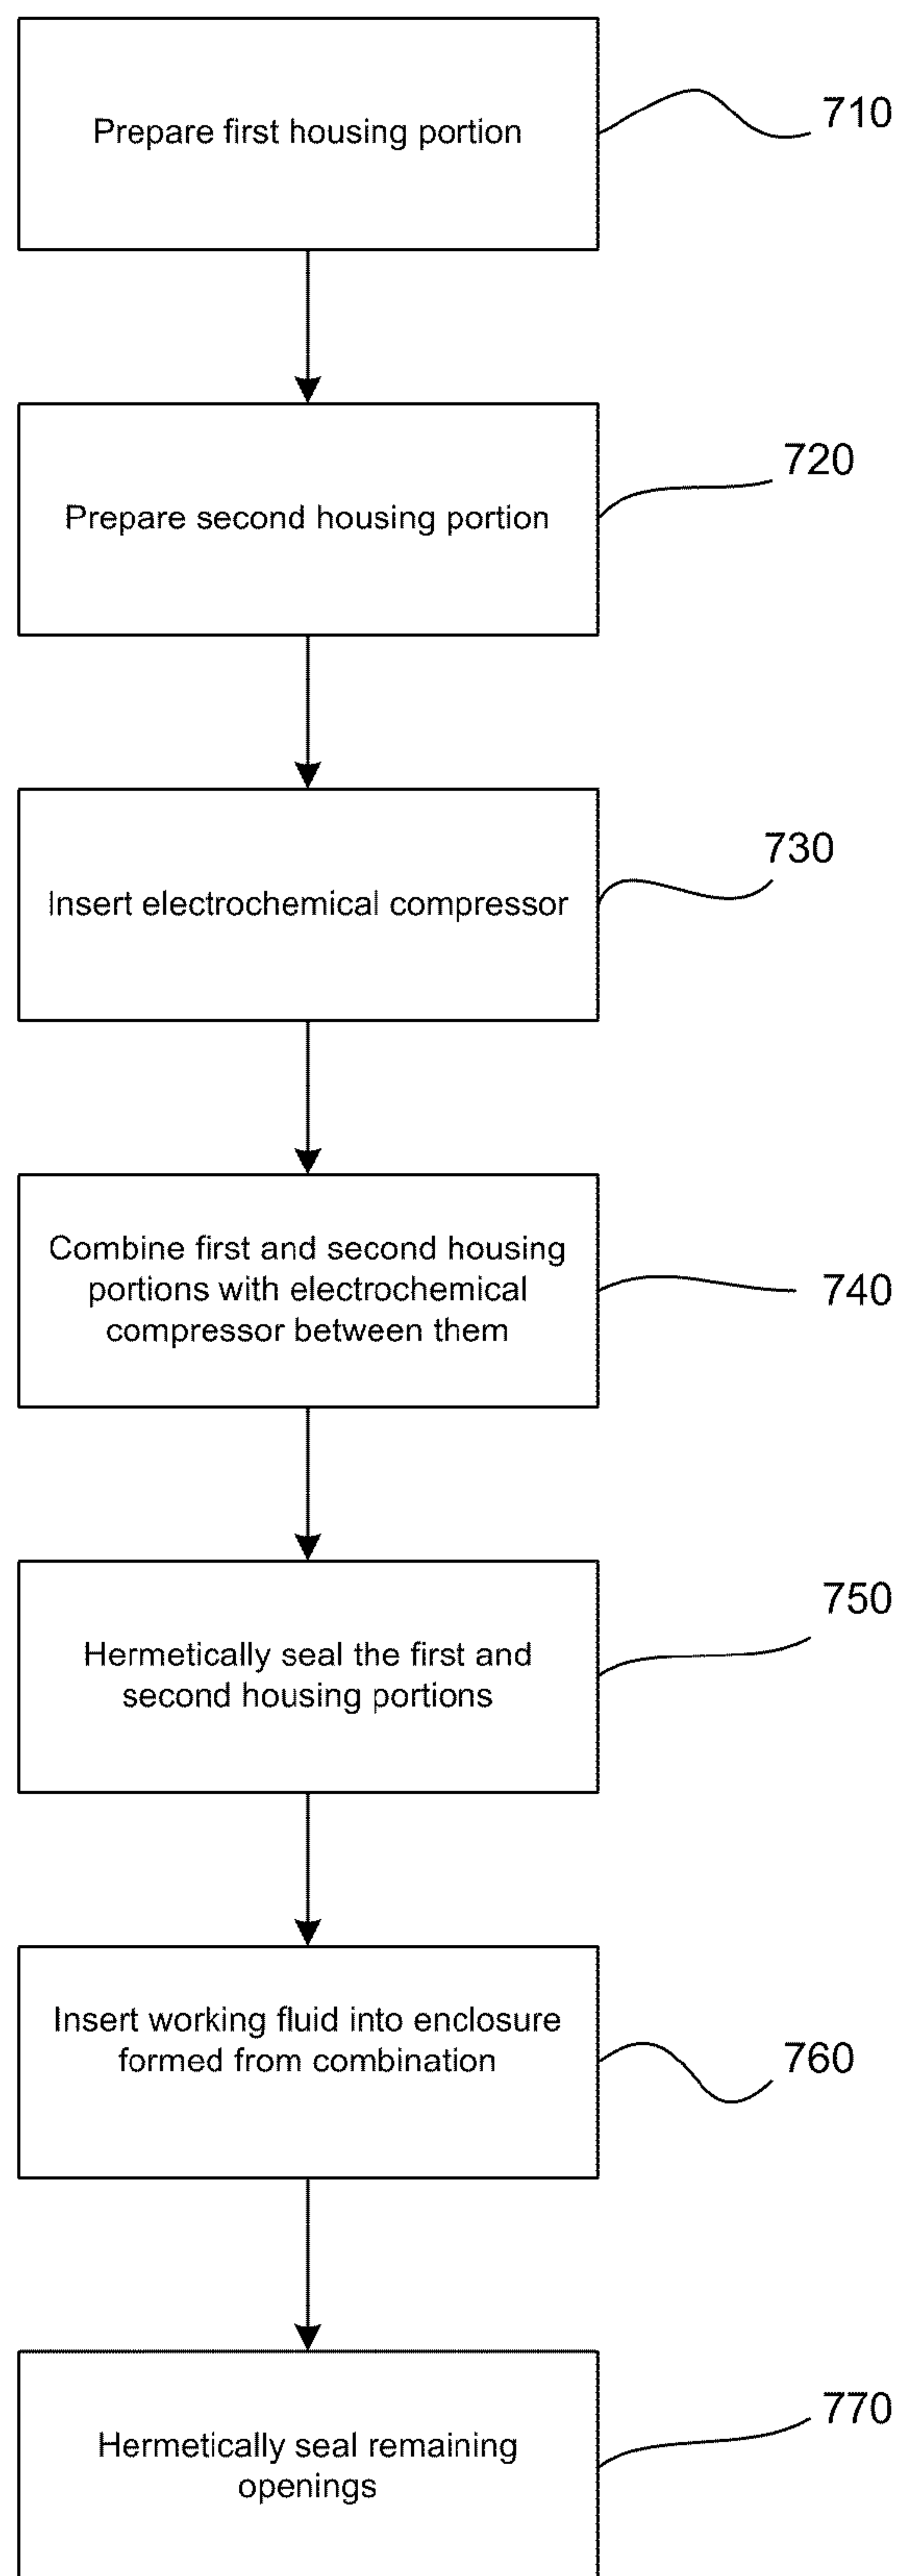 Prepare first housing portion
710
Prepare second housing portion
720
Insert electrochemical compressor
730
Combine first and second housing
portions with electrochemical
compressor between them
740
Hermetically seal the first and
second housing portions
750
Insert working fluid into enclosure
formed from combination
760
Hermetically seal remaining
openings
770